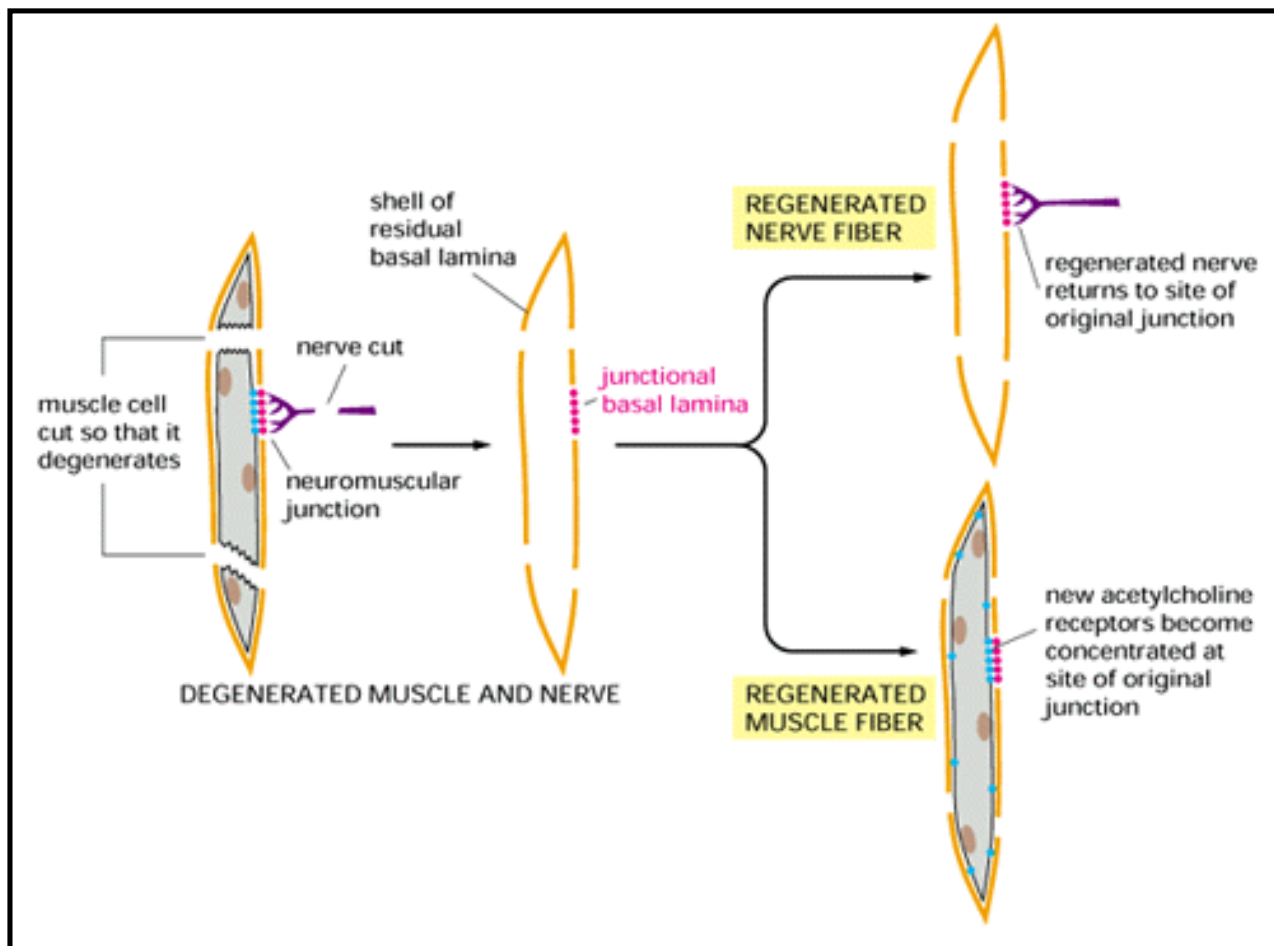 shell of
residual
basal lamina
nerve cut
muscle cell
cut so that it
degenerates
neuromuscular
junction
DEGENERATED MUSCLE AND NERVE
junctional
basal lamina
REGENERATED
NERVE FIBER
regenerated nerve
returns to site of
original junction
REGENERATED
MUSCLE FIBER
new acetylcholine
receptors become
concentrated at
site of original
junction